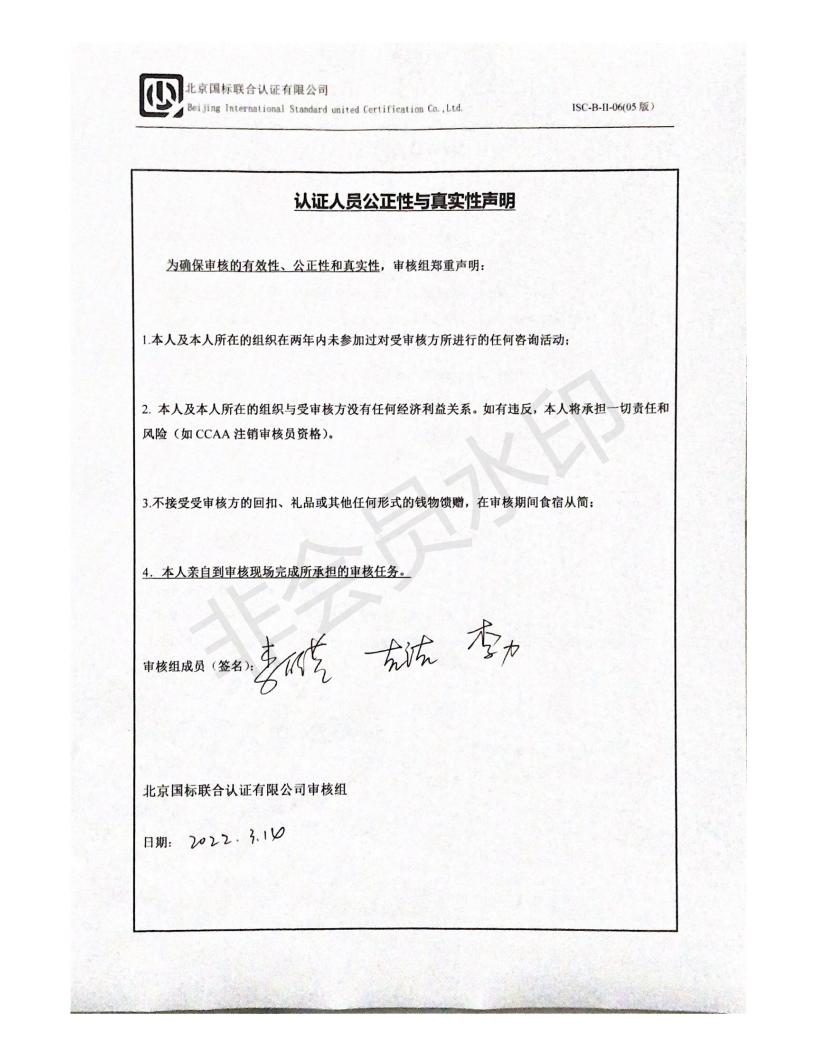 北京国标联合认证有限公司
Beijing International Standard united Certification Co.,Ltd.
ISC-B-II-06(05 版)
认证人员公正性与真实性声明
为确保审核的有效性、公正性和真实性，审核组郑重声明：
1.本人及本人所在的组织在两年内未参加过对受审核方所进行的任何咨询活动；
2. 本人及本人所在的组织与受审核方没有任何经济利益关系。如有违反，本人将承担一切责任和
风险（如 CCAA 注销审核员资格）。
3.不接受受审核方的回扣、礼品或其他任何形式的钱物馈赠，在审核期间食宿从简；
4．本人亲自到审核现场完成所承担的审核任务。
审核组成员（签名）： 李力
北京国标联合认证有限公司审核组
日期： 2022.3.10
非会员水印